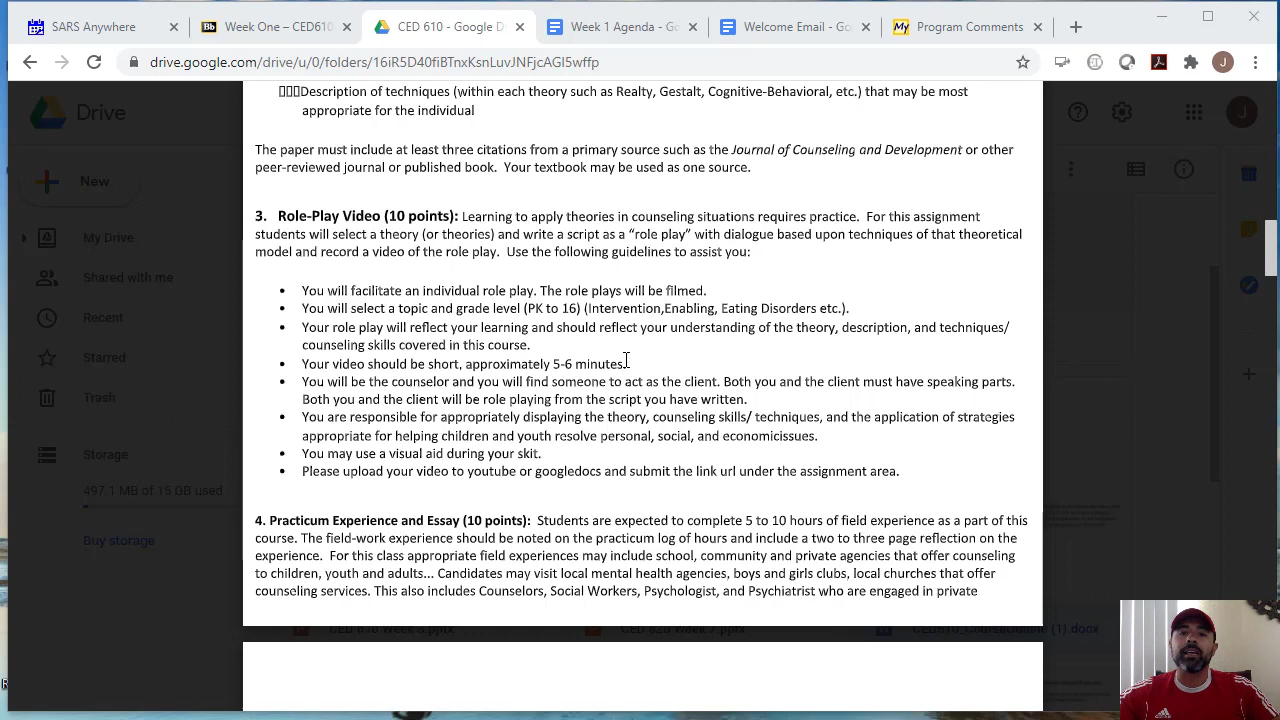 SARS Anywhere
Week One – CED610
CED 610 - Google D
Week 1 Agenda - Go
Welcome Email - Go
Program Comments
drive.google.com/drive/u/0/folders/16iR5D40fiBTnxKsnLuvJNFjcAGI5wffp
Description of techniques (within each theory such as Realty, Gestalt, Cognitive-Behavioral, etc.) that may be most
appropriate for the individual
The paper must include at least three citations from a primary source such as the Journal of Counseling and Development or other
peer-reviewed journal or published book. Your textbook may be used as one source.
3. Role-Play Video (10 points): Learning to apply theories in counseling situations requires practice. For this assignment
students will select a theory (or theories) and write a script as a “role play” with dialogue based upon techniques of that theoretical
model and record a video of the role play. Use the following guidelines to assist you:
• You will facilitate an individual role play. The role plays will be filmed.
• You will select a topic and grade level (PK to 16) (Intervention,Enabling, Eating Disorders etc.).
• Your role play will reflect your learning and should reflect your understanding of the theory, description, and techniques/
counseling skills covered in this course.
• Your video should be short, approximately 5-6 minutes.
• You will be the counselor and you will find someone to act as the client. Both you and the client must have speaking parts.
Both you and the client will be role playing from the script you have written.
• You are responsible for appropriately displaying the theory, counseling skills/ techniques, and the application of strategies
appropriate for helping children and youth resolve personal, social, and economicissues.
• You may use a visual aid during your skit.
• Please upload your video to youtube or googledocs and submit the link url under the assignment area.
4. Practicum Experience and Essay (10 points): Students are expected to complete 5 to 10 hours of field experience as a part of this
course. The field-work experience should be noted on the practicum log of hours and include a two to three page reflection on the
experience. For this class appropriate field experiences may include school, community and private agencies that offer counseling
to children, youth and adults... Candidates may visit local mental health agencies, boys and girls clubs, local churches that offer
counseling services. This also includes Counselors, Social Workers, Psychologist, and Psychiatrist who are engaged in private
Drive
New
My Drive
Shared with me
Recent
Starred
Trash
Storage
497.1 MB of 15 GB used
Buy storage
J
J